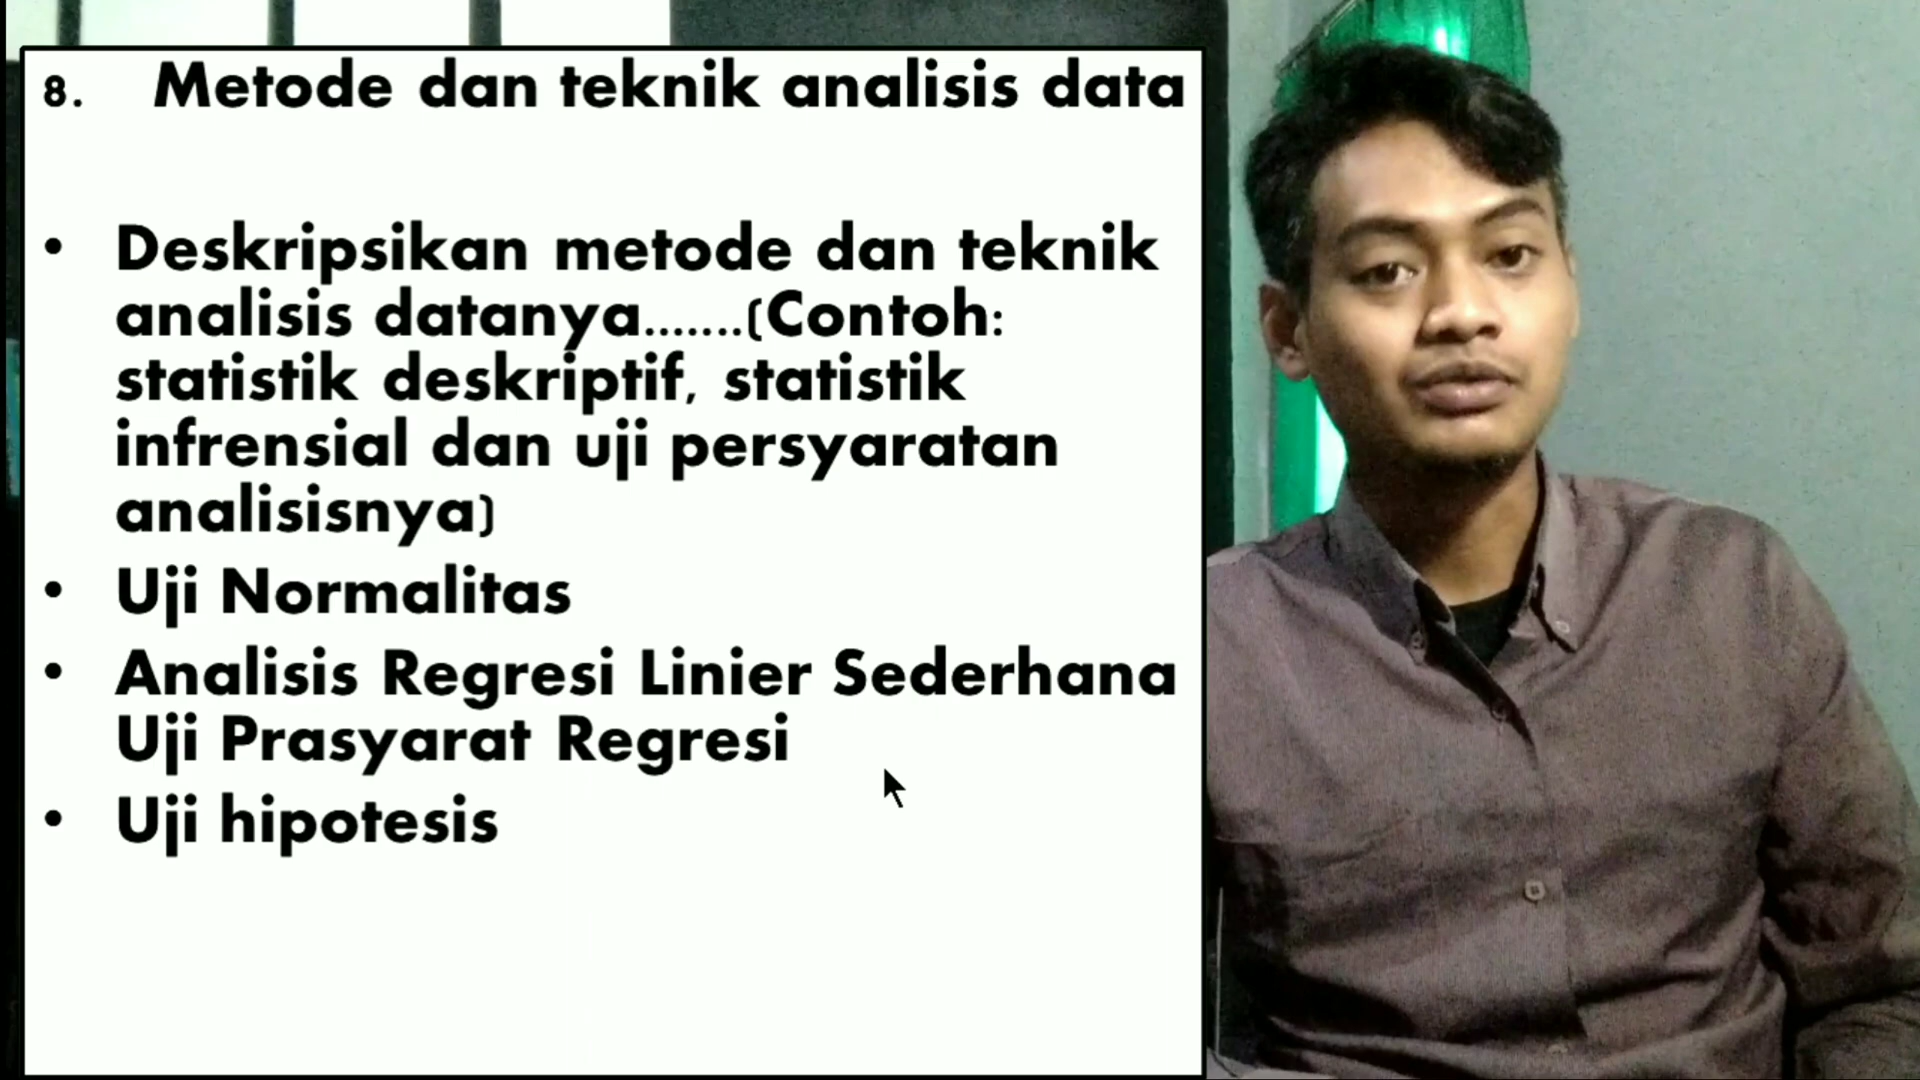 8. Metode dan teknik analisis data
• Deskripsikan metode dan teknik
analisis datanya.......(Contoh:
statistik deskriptif, statistik
infrensial dan uji persyaratan
analisisnya)
• Uji Normalitas
• Analisis Regresi Linier Sederhana
Uji Prasyarat Regresi
• Uji hipotesis